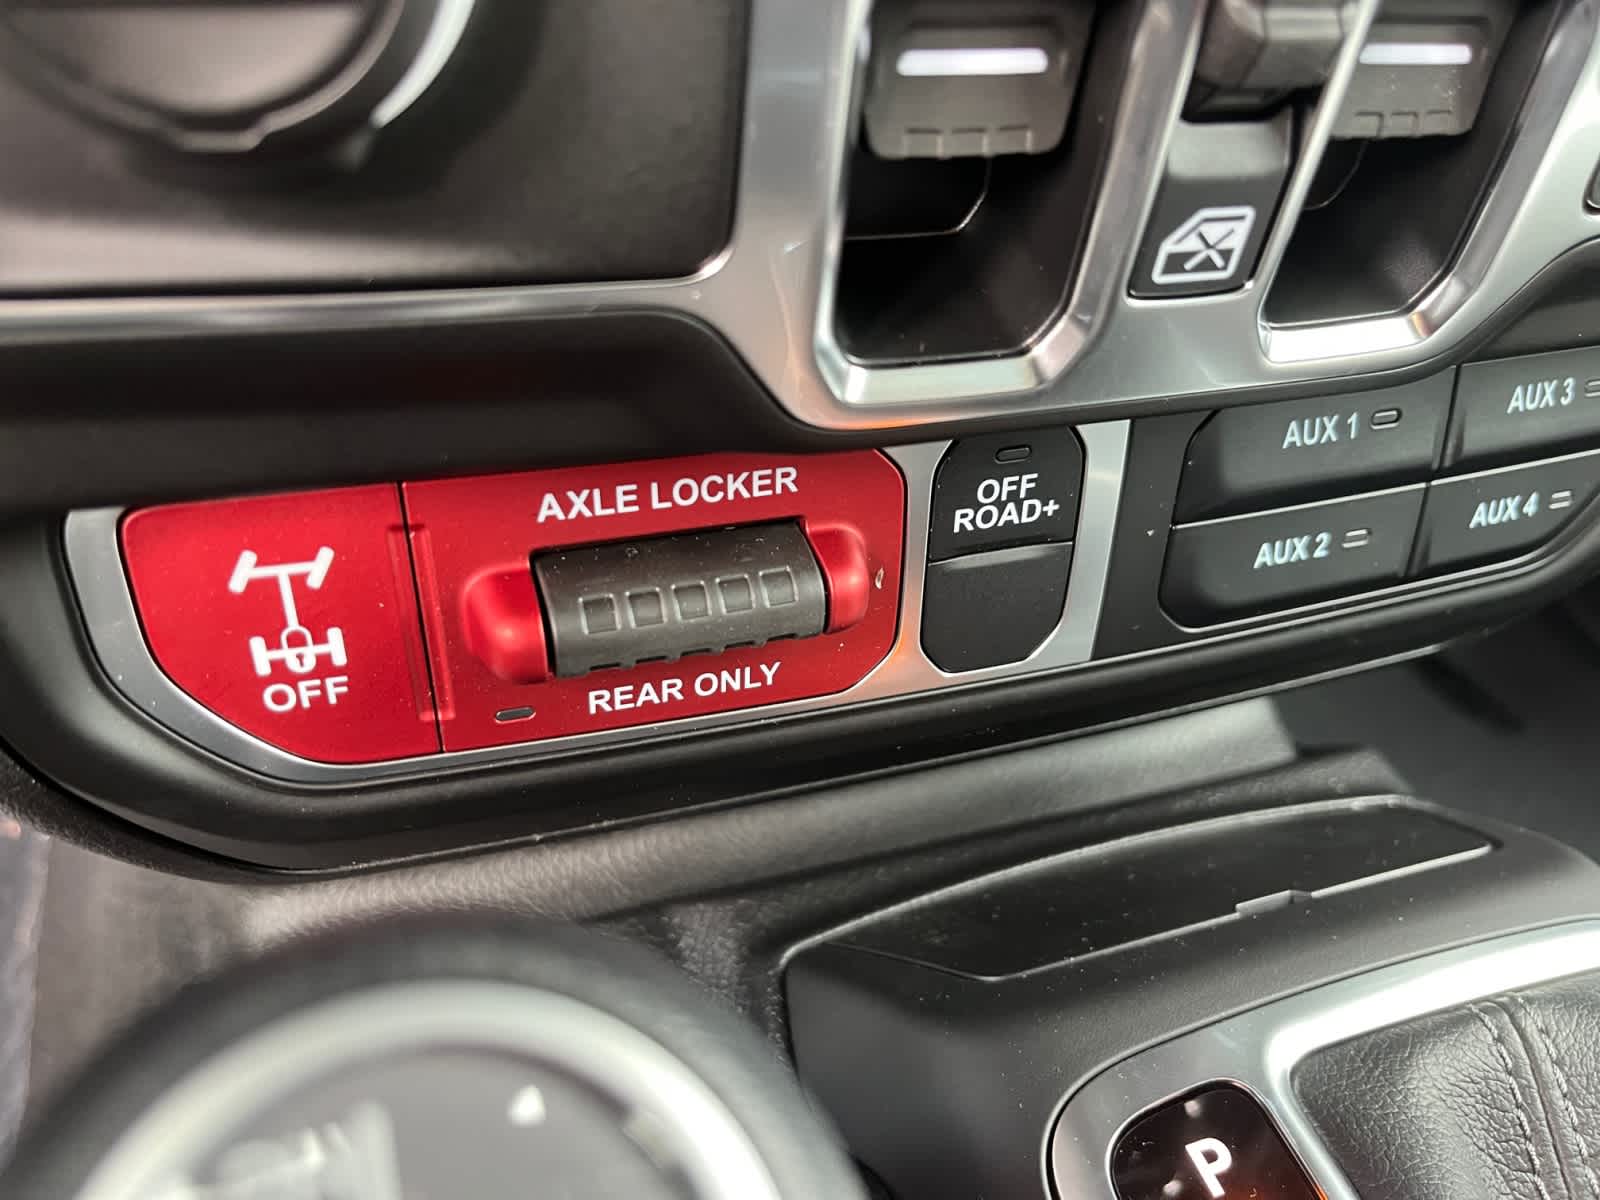 AXLE LOCKER
OFF
REAR ONLY
OFF
ROAD+
AUX 1
AUX 2
AUX 3
AUX 4
P